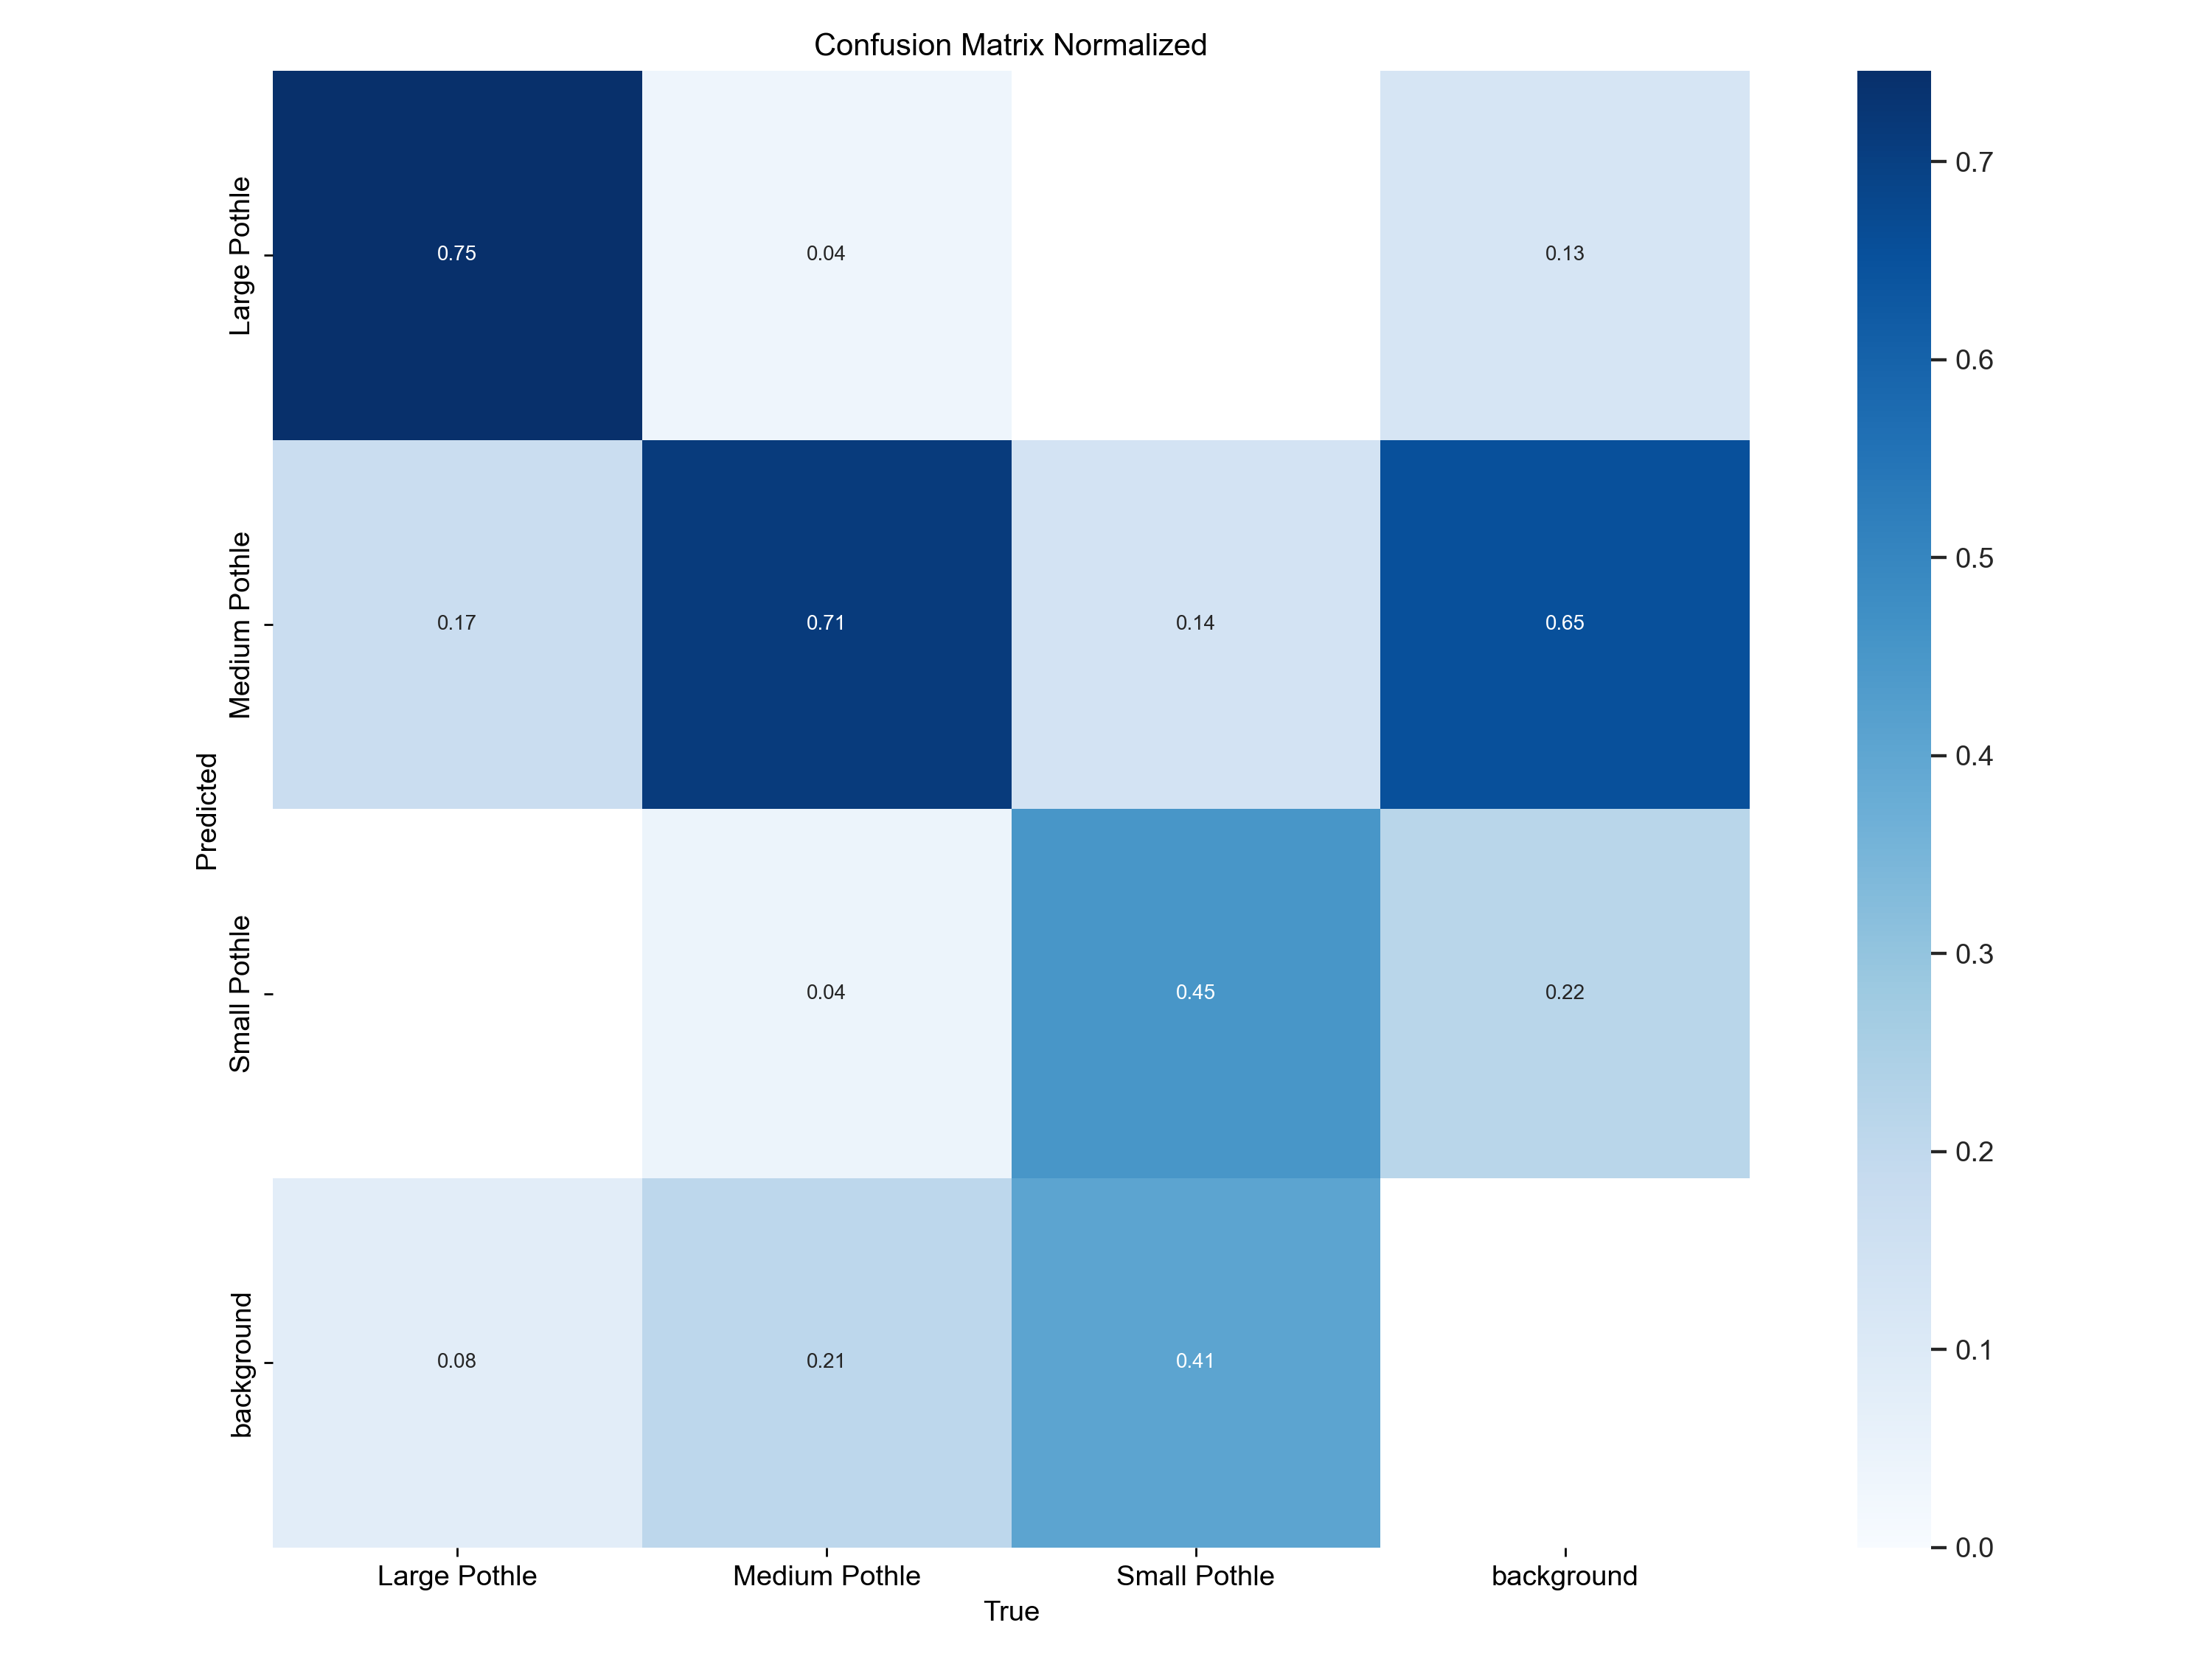 Confusion Matrix Normalized
Large Pothle
0.75
0.04
0.13
Medium Pothle
0.17
0.71
0.14
0.65
Small Pothle
0.04
0.45
0.22
background
0.08
0.21
0.41
Predicted
Large Pothle
Medium Pothle
Small Pothle
background
True
0.7
0.6
0.5
0.4
0.3
0.2
0.1
0.0